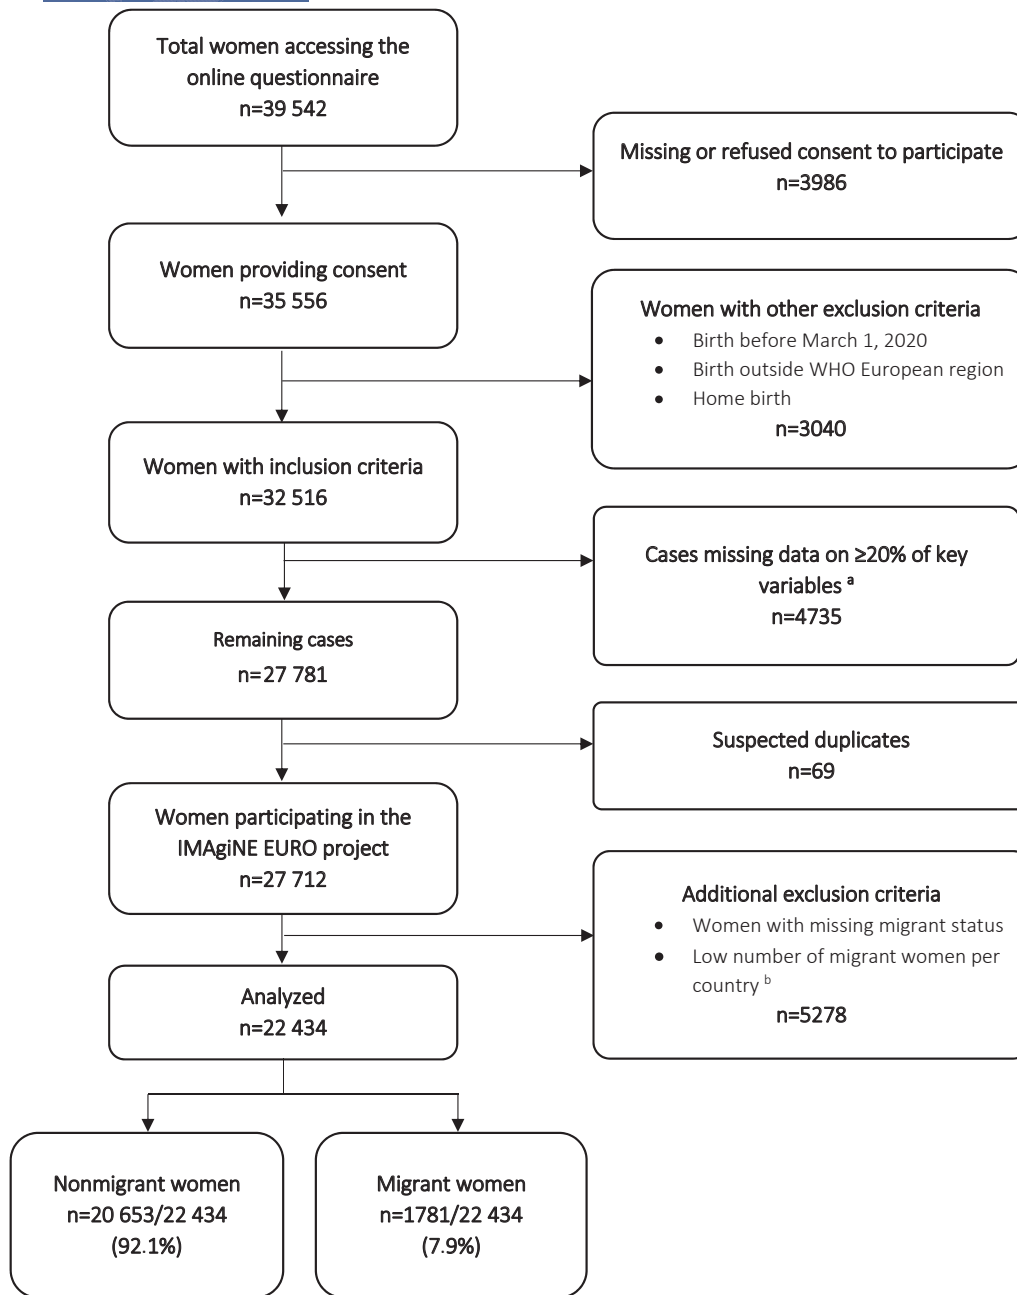 Total women accessing the
online questionnaire
n=39 542
Missing or refused consent to participate
n=3986
Women providing consent
n=35 556
Women with other exclusion criteria
• Birth before March 1, 2020
• Birth outside WHO European region
• Home birth
n=3040
Women with inclusion criteria
n=32 516
Cases missing data on ≥20% of key
variables a
n=4735
Remaining cases
n=27 781
Suspected duplicates
n=69
Women participating in the
IMAgiNE EURO project
n=27 712
Additional exclusion criteria
• Women with missing migrant status
• Low number of migrant women per
country b
n=5278
Analyzed
n=22 434
Nonmigrant women
n=20 653/22 434
(92.1%)
Migrant women
n=1781/22 434
(7.9%)